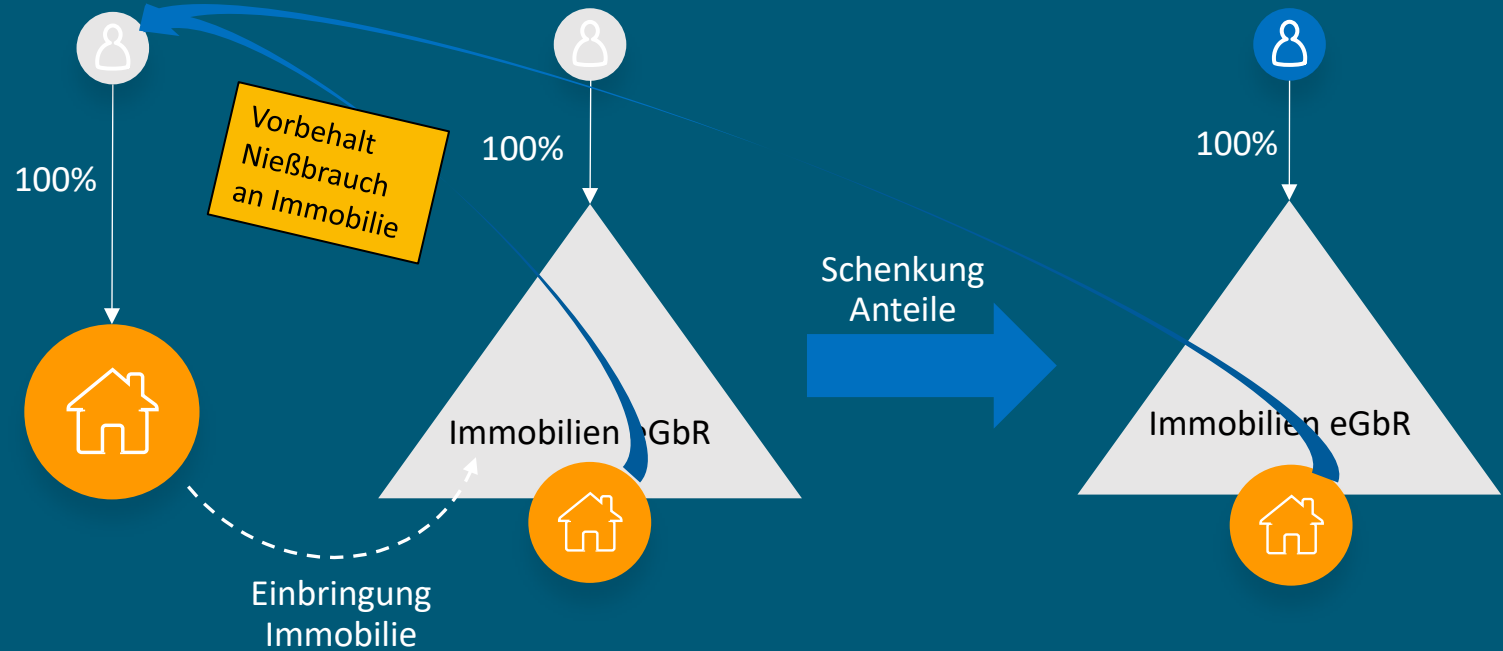 100%
Vorbehalt
Nießbrauch
an Immobilie
100%
Immobilien eGbR
Einbringung
Immobilie
Schenkung
Anteile
100%
Immobilien eGbR